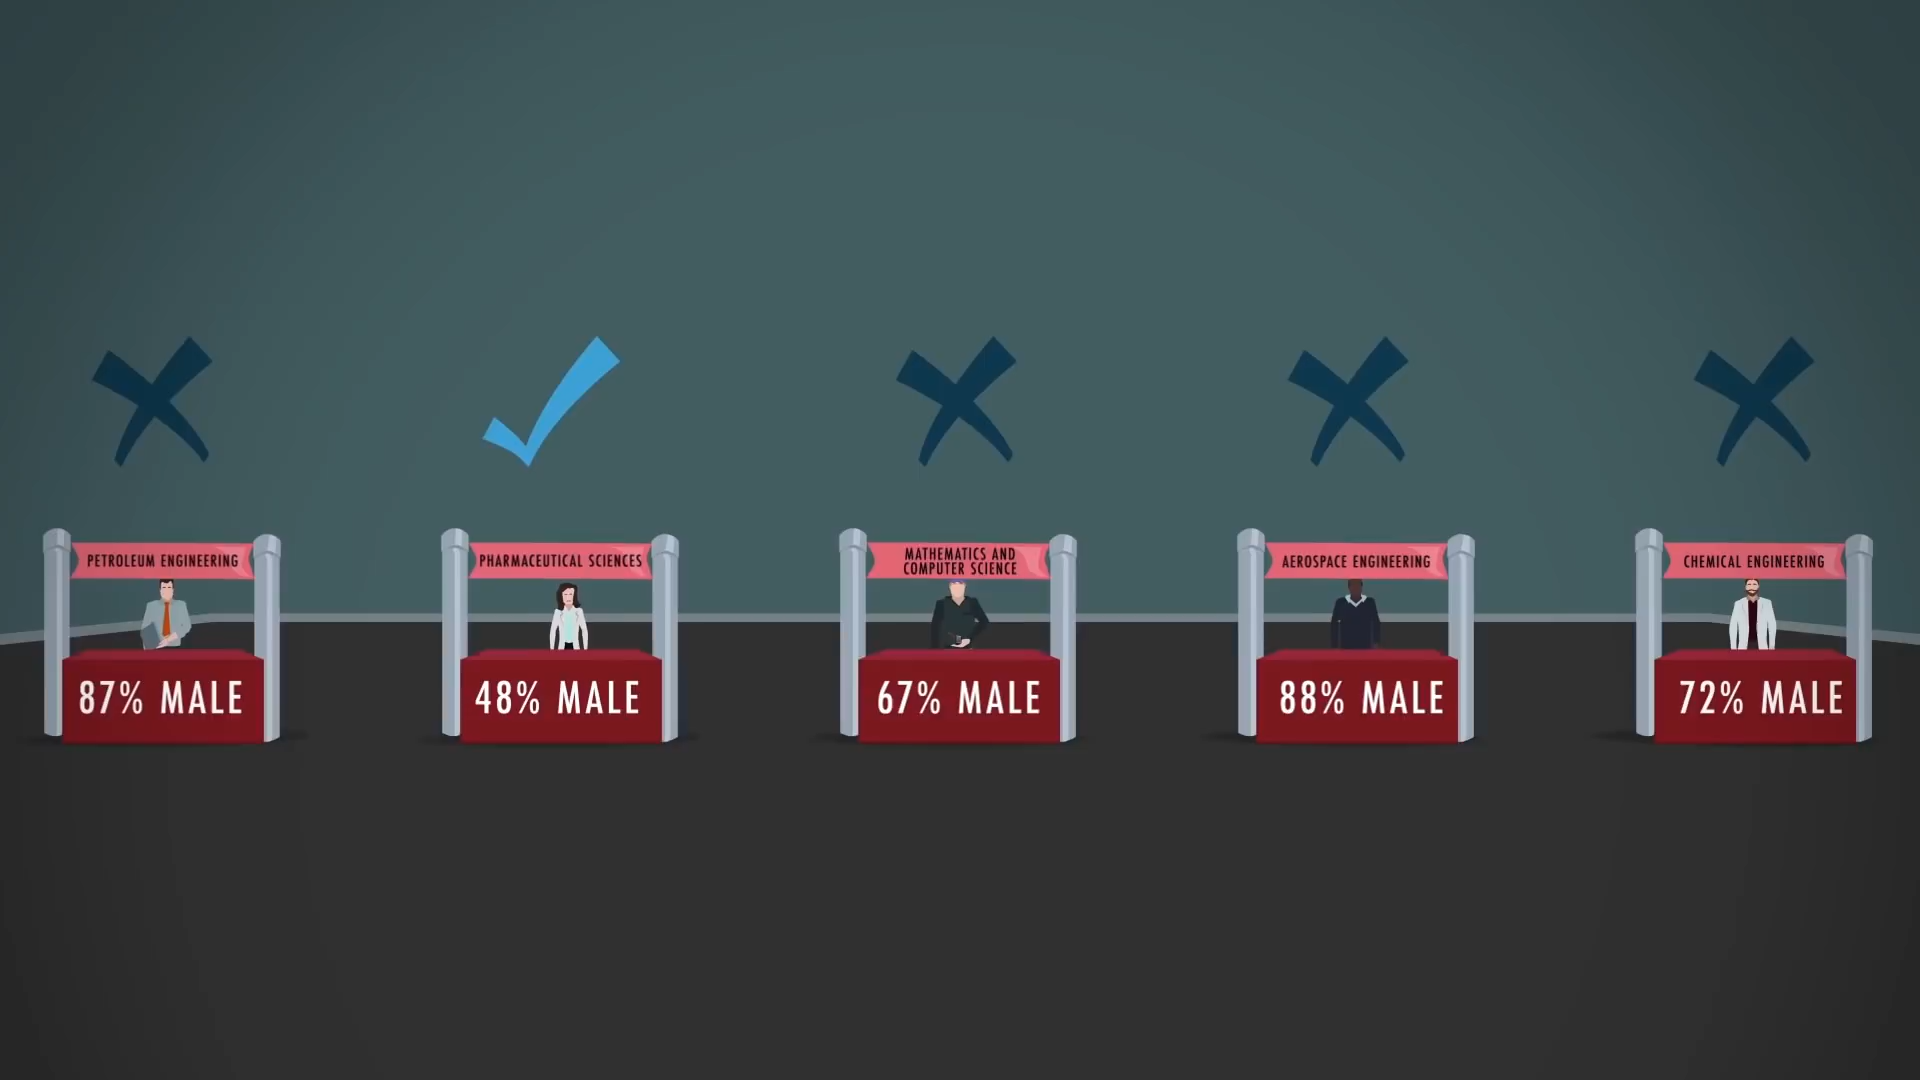 PETROLEUM ENGINEERING
87% MALE
PHARMACEUTICAL SCIENCES
48% MALE
MATHEMATICS AND
COMPUTER SCIENCE
67% MALE
AEROSPACE ENGINEERING
88% MALE
CHEMICAL ENGINEERING
72% MALE